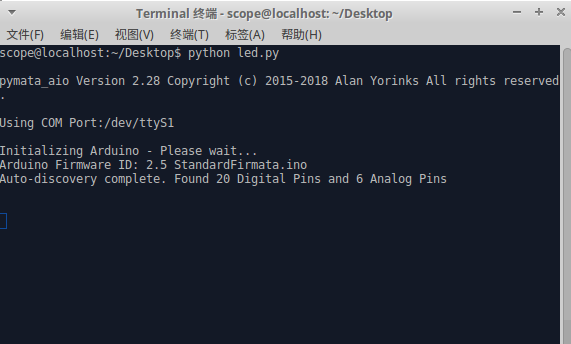 Terminal 终端 - scope@localhost: ~/Desktop
文件(F) 编辑(E) 视图(V) 终端(T) 标签(A) 帮助(H)
scope@localhost:~/Desktop$ python led.py
pymata_aio Version 2.28 Copyright (c) 2015-2018 Alan Yorinks All rights reserved
.
Using COM Port:/dev/ttyS1
Initializing Arduino - Please wait...
Arduino Firmware ID: 2.5 StandardFirmata.ino
Auto-discovery complete. Found 20 Digital Pins and 6 Analog Pins